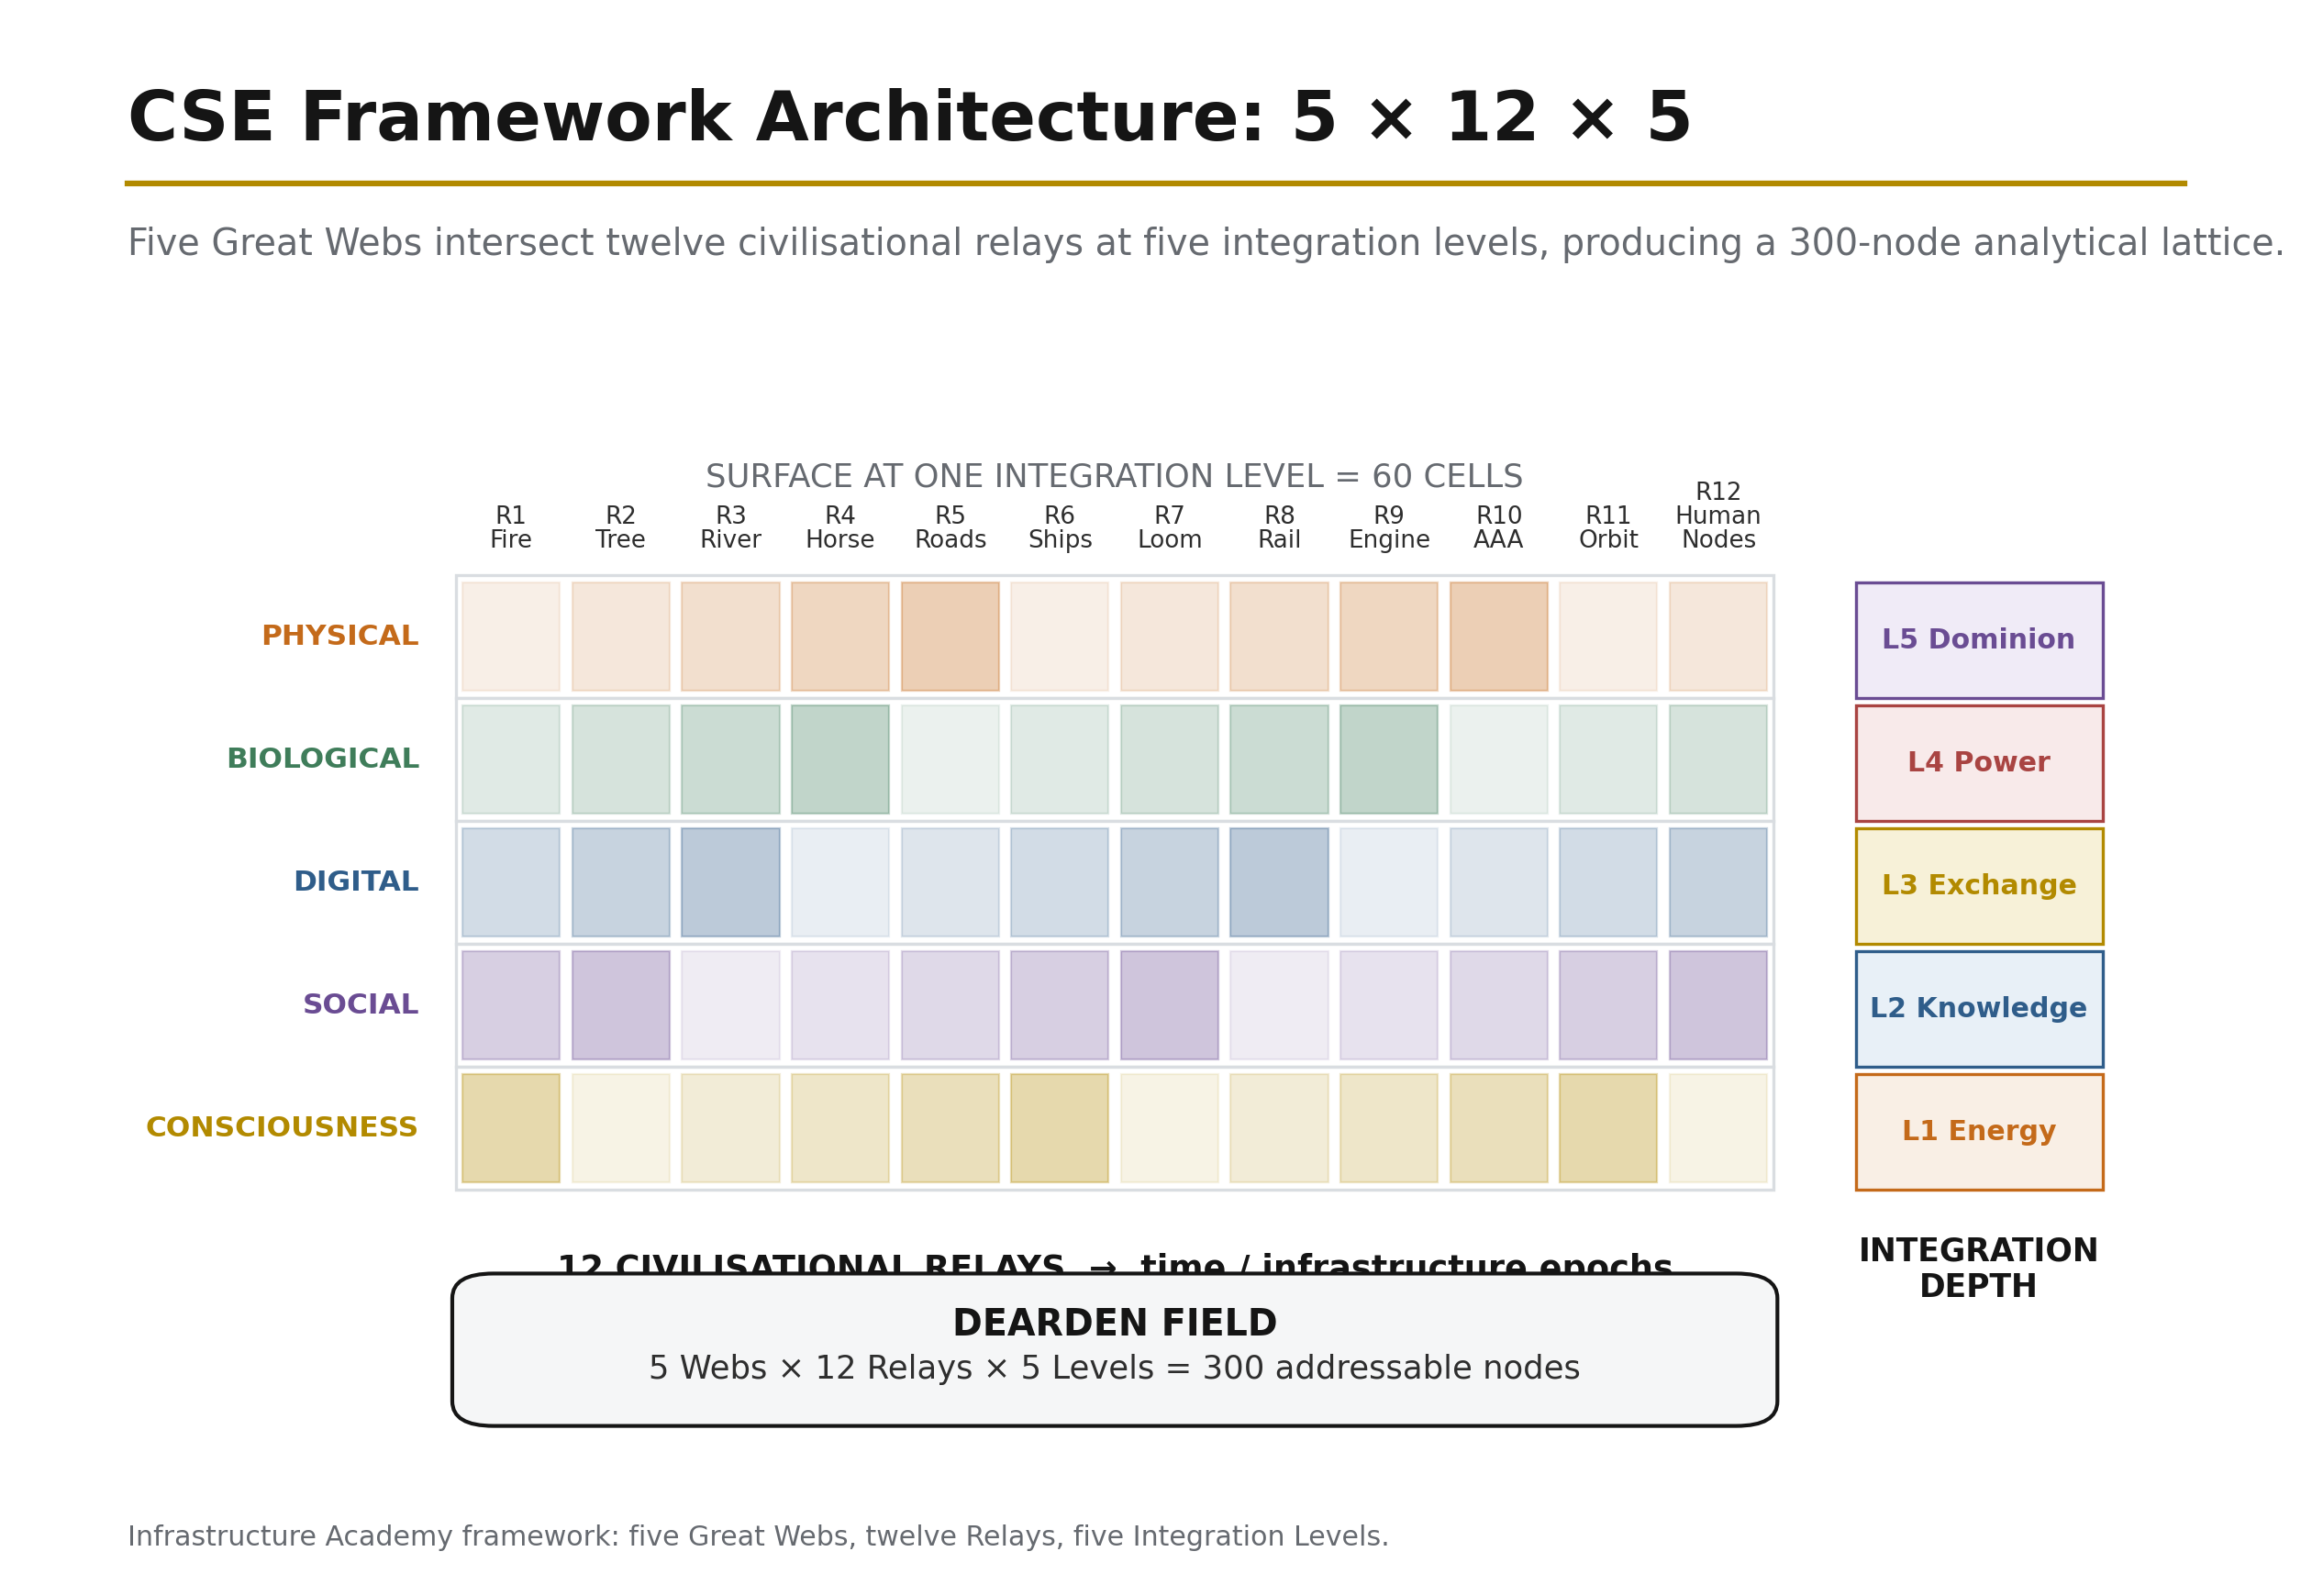 CSE Framework Architecture: 5 × 12 × 5
Five Great Webs intersect twelve civilisational relays at five integration levels, producing a 300-node analytical lattice.
SURFACE AT ONE INTEGRATION LEVEL = 60 CELLS
R1
Fire
R2
Tree
R3
River
R4
Horse
R5
Roads
R6
Ships
R7
Loom
R8
Rail
R9
Engine
R10
AAA
R11
Orbit
R12
Human
Nodes
PHYSICAL
BIOLOGICAL
DIGITAL
SOCIAL
CONSCIOUSNESS
L5 Dominion
L4 Power
L3 Exchange
L2 Knowledge
L1 Energy
INTEGRATION
DEPTH
12 CIVILISATIONAL RELAYS → time / infrastructure epochs
DEARDEN FIELD
5 Webs × 12 Relays × 5 Levels = 300 addressable nodes
Infrastructure Academy framework: five Great Webs, twelve Relays, five Integration Levels.